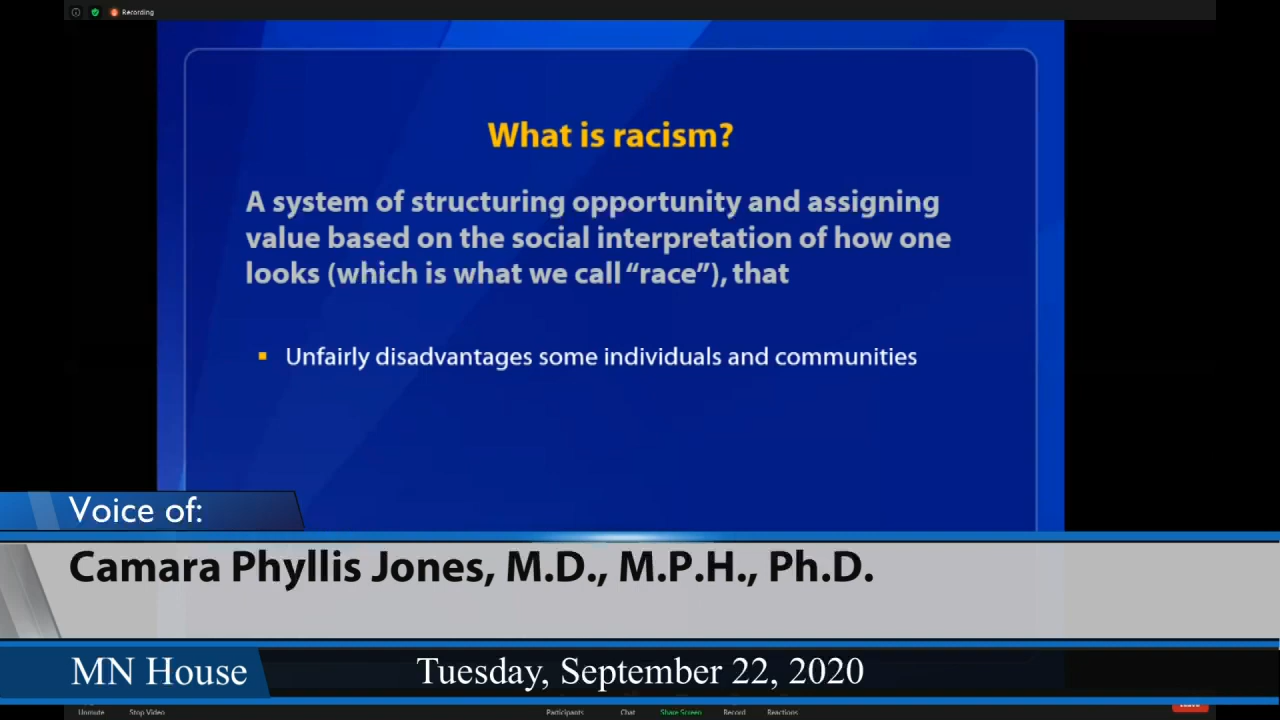 Recording
What is racism?
A system of structuring opportunity and assigning
value based on the social interpretation of how one
looks (which is what we call “race”), that
▪ Unfairly disadvantages some individuals and communities
Voice of:
Camara Phyllis Jones, M.D., M.P.H., Ph.D.
MN House Tuesday, September 22, 2020
Unmute Stop Video Participants Chat Share Screen Record Reactions